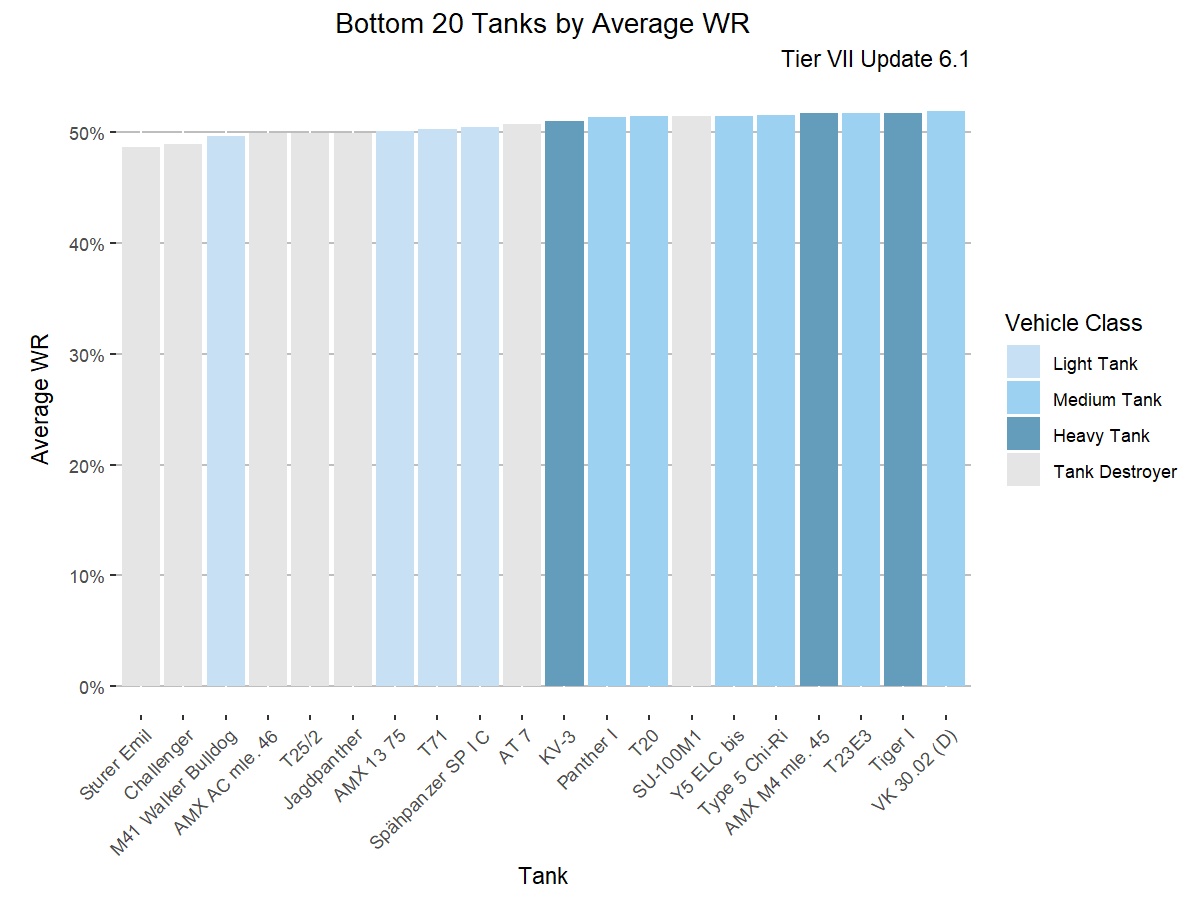 Bottom 20 Tanks by Average WR
Tier VII Update 6.1
Average WR
50%
40%
30%
20%
10%
0%
Sturer Emil
Challenger
M41 Walker Bulldog
AMX AC mle. 46
T25/2
Jagdpanther
AMX 13 75
T71
Spähpanzer SP I C
AT 7
KV-3
Panther I
T20
SU-100M1
Y5 ELC bis
Type 5 Chi-Ri
AMX M4 mle. 45
T23E3
Tiger I
VK 30.02 (D)
Tank
Vehicle Class
Light Tank
Medium Tank
Heavy Tank
Tank Destroyer